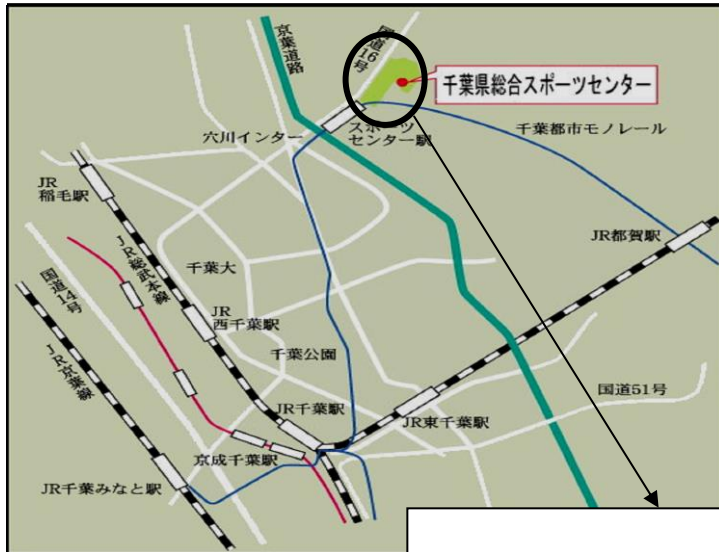 京葉道路
国道16号
千葉県総合スポーツセンター
穴川インター
スポーツ
センター駅
千葉都市モノレール
JR
稲毛駅
JR都賀駅
JR総武本線
千葉大
国道14号
JR
西千葉駅
JR京葉線
千葉公園
国道51号
JR千葉駅
JR東千葉駅
京成千葉駅
JR千葉みなと駅